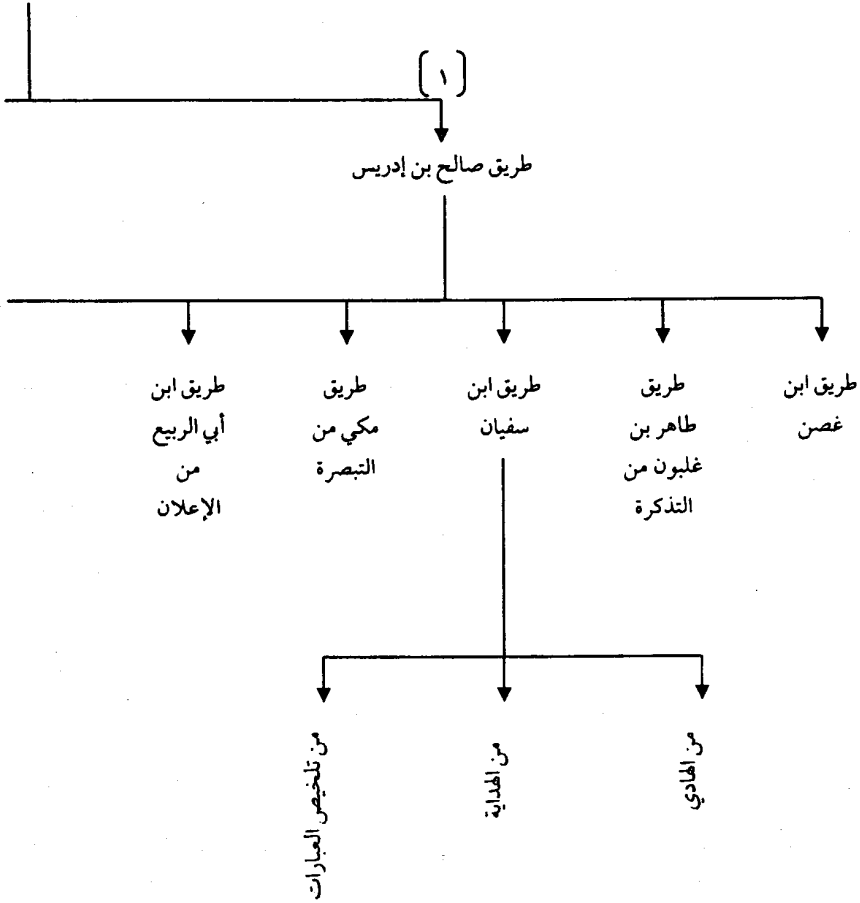 (١)
طريق صالح بن إدريس
طريق ابن
غصن
طريق
طاهر بن
غلبون من
التذكرة
طريق ابن
سفيان
طريق
مكي من
التبصرة
طريق ابن
أبي الربيع
من
الإعلان
من الهادي
من الهداية
من تلخيص العبارات